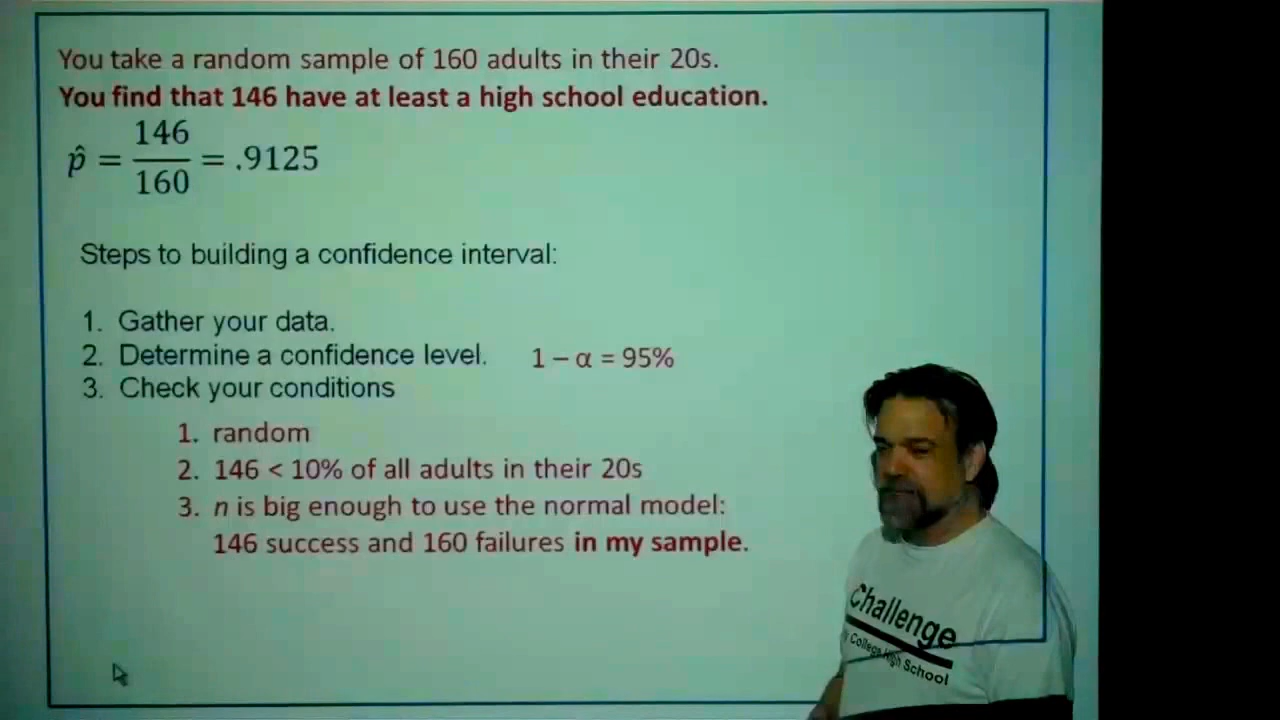 You take a random sample of 160 adults in their 20s.
You find that 146 have at least a high school education.
p̂ = 146/160 = .9125
Steps to building a confidence interval:
1. Gather your data.
2. Determine a confidence level. 1 – α = 95%
3. Check your conditions
1. random
2. 146 < 10% of all adults in their 20s
3. n is big enough to use the normal model:
146 success and 160 failures in my sample.
Challenge
College High School